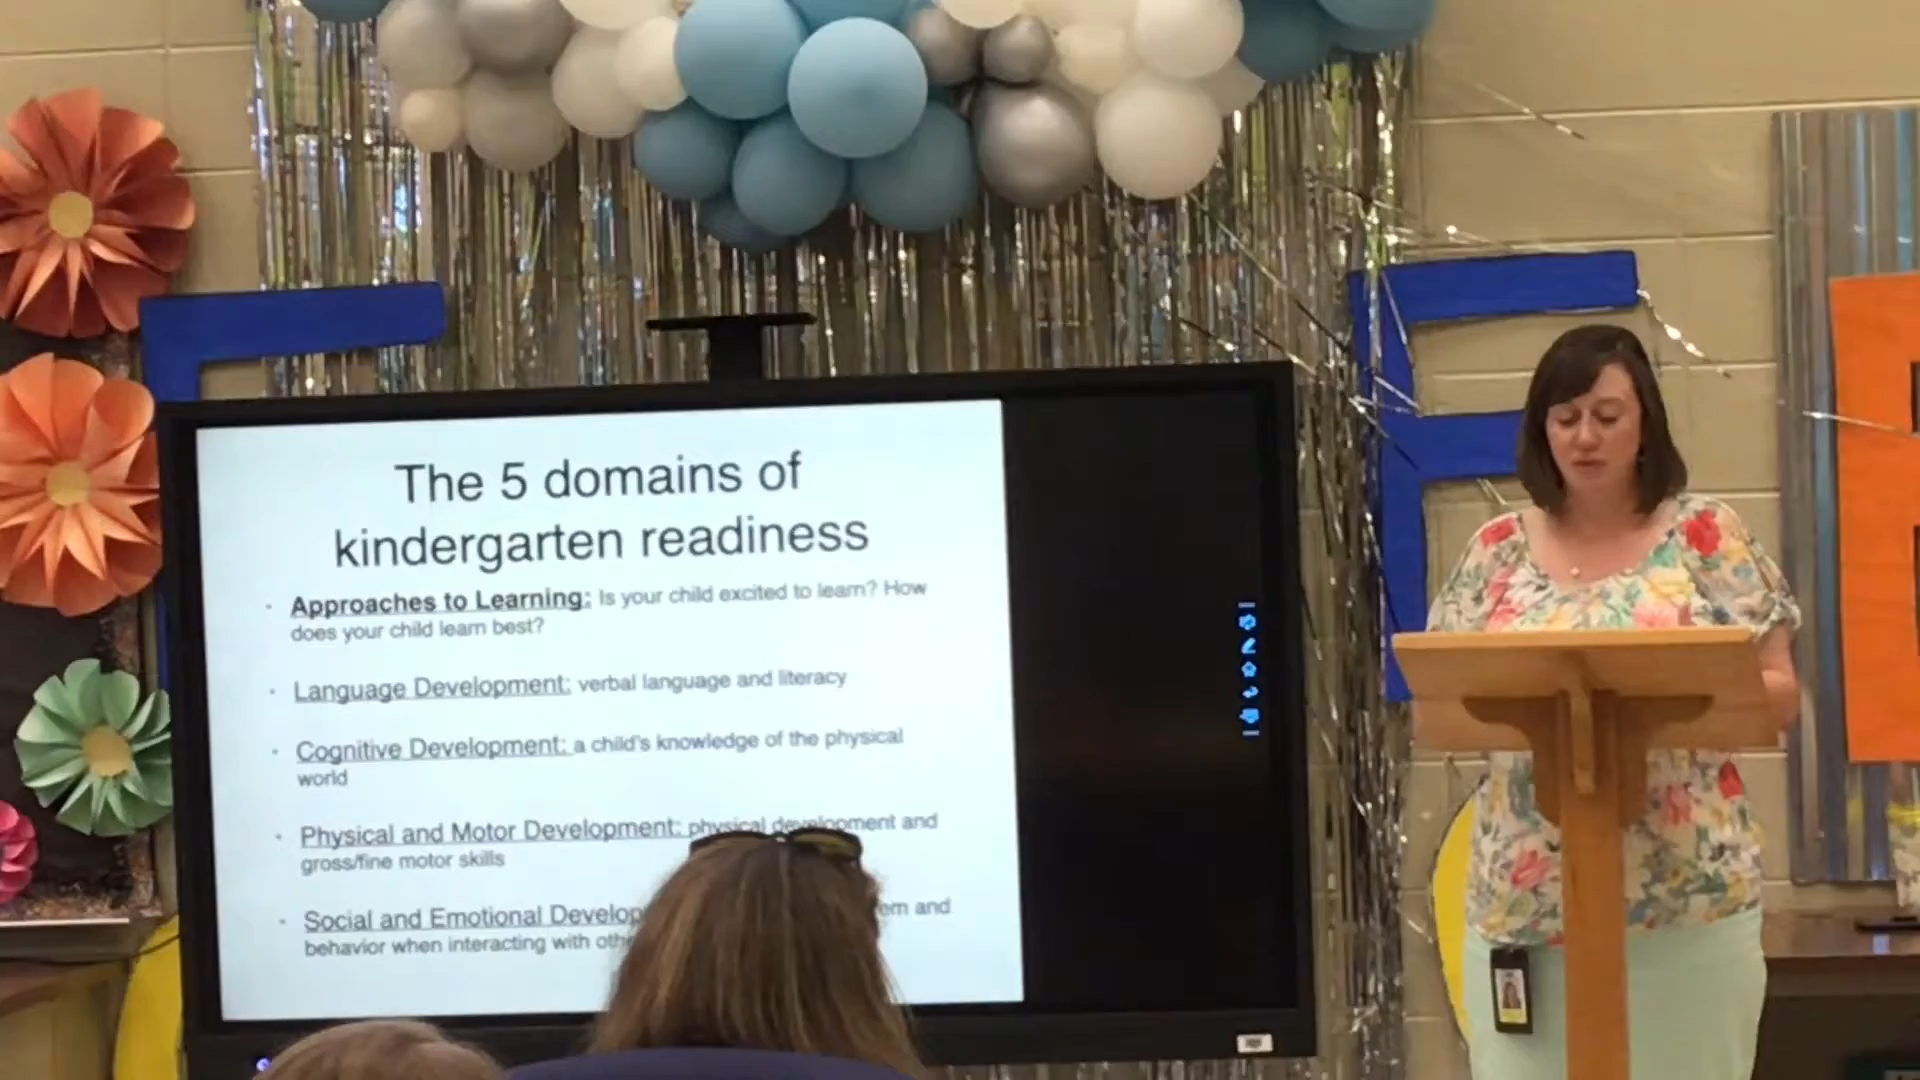 The 5 domains of
kindergarten readiness
Approaches to Learning: Is your child excited to learn? How
does your child learn best?
Language Development: verbal language and literacy
Cognitive Development: a child's knowledge of the physical
world
Physical and Motor Development: physical development and
gross/fine motor skills
Social and Emotional and
behavior when interacting with